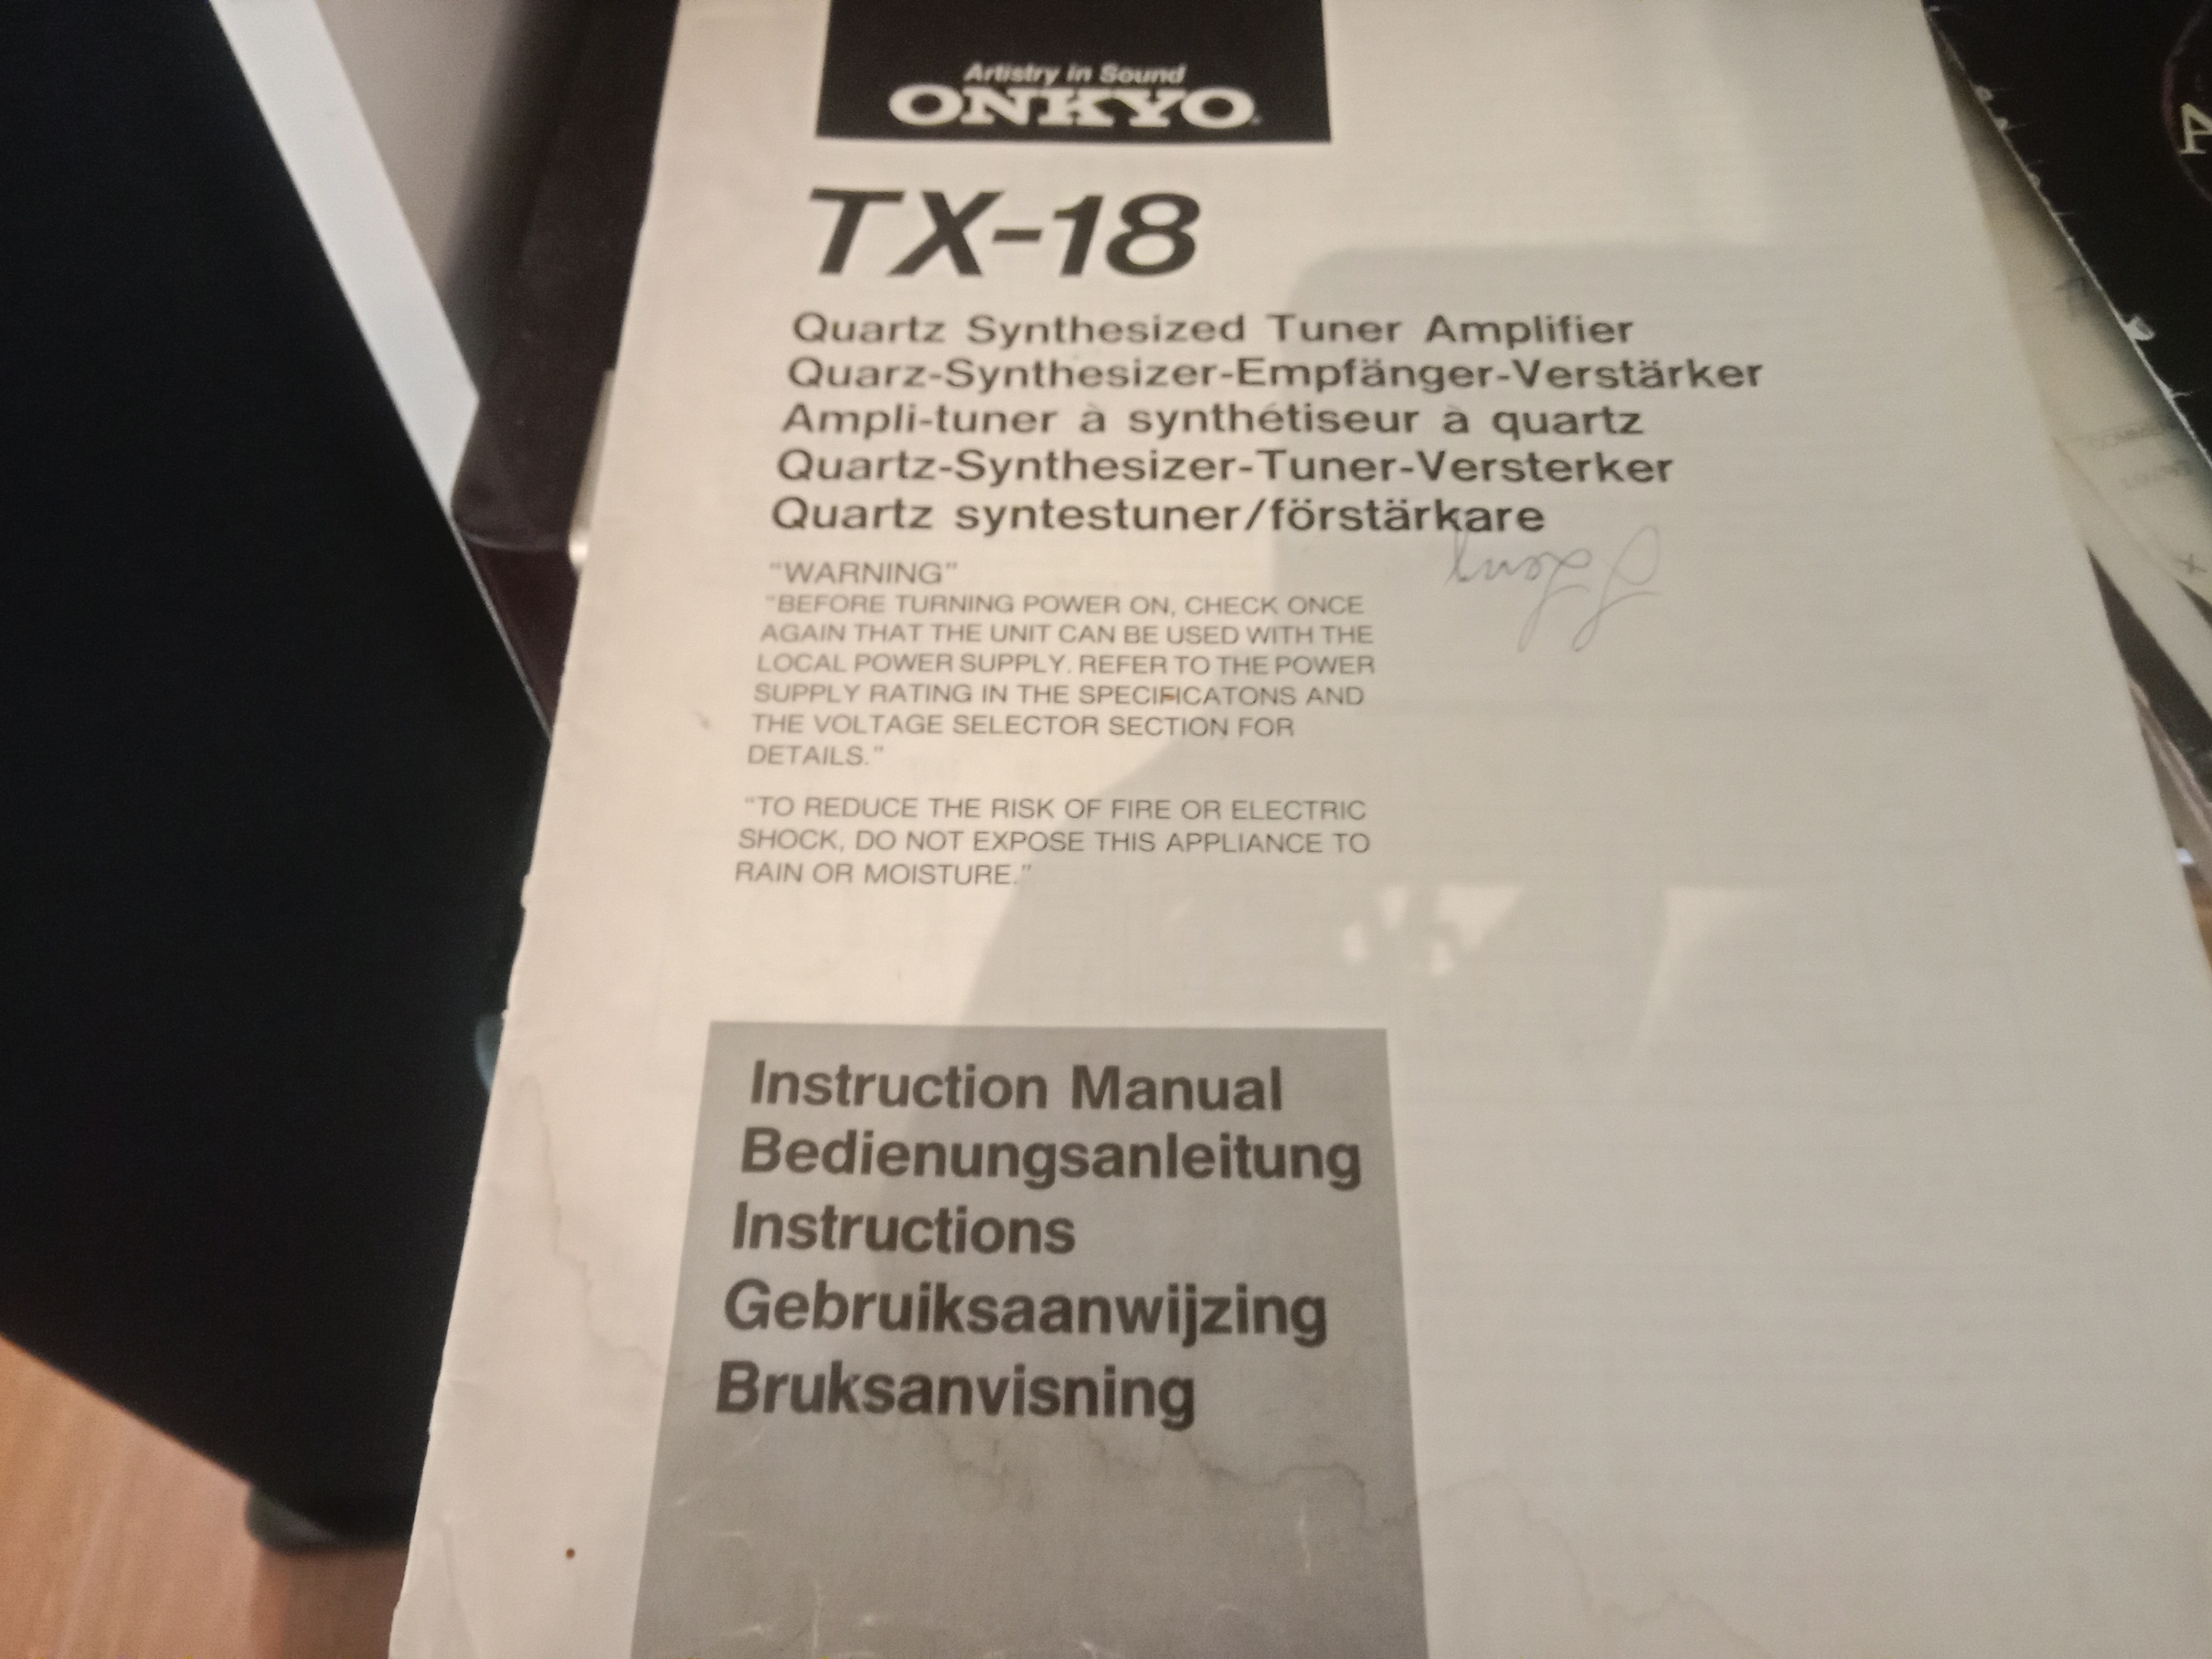 Artistry in Sound
ONKYO
TX-18
Quartz Synthesized Tuner Amplifier
Quarz-Synthesizer-Empfänger-Verstärker
Ampli-tuner à synthétiseur à quartz
Quartz-Synthesizer-Tuner-Versterker
Quartz syntestuner/förstärkare
"WARNING"
"BEFORE TURNING POWER ON, CHECK ONCE
AGAIN THAT THE UNIT CAN BE USED WITH THE
LOCAL POWER SUPPLY. REFER TO THE POWER
SUPPLY RATING IN THE SPECIFICATONS AND
THE VOLTAGE SELECTOR SECTION FOR
DETAILS."
"TO REDUCE THE RISK OF FIRE OR ELECTRIC
SHOCK, DO NOT EXPOSE THIS APPLIANCE TO
RAIN OR MOISTURE."
Instruction Manual
Bedienungsanleitung
Instructions
Gebruiksaanwijzing
Bruksanvisning